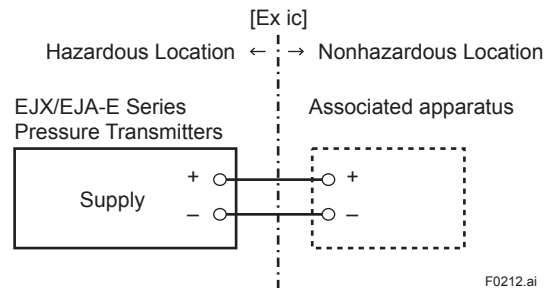 [Ex ic]
Hazardous Location ← → Nonhazardous Location
EJX/EJA-E Series
Pressure Transmitters
Associated apparatus
Supply
+
–
+
–
F0212.ai